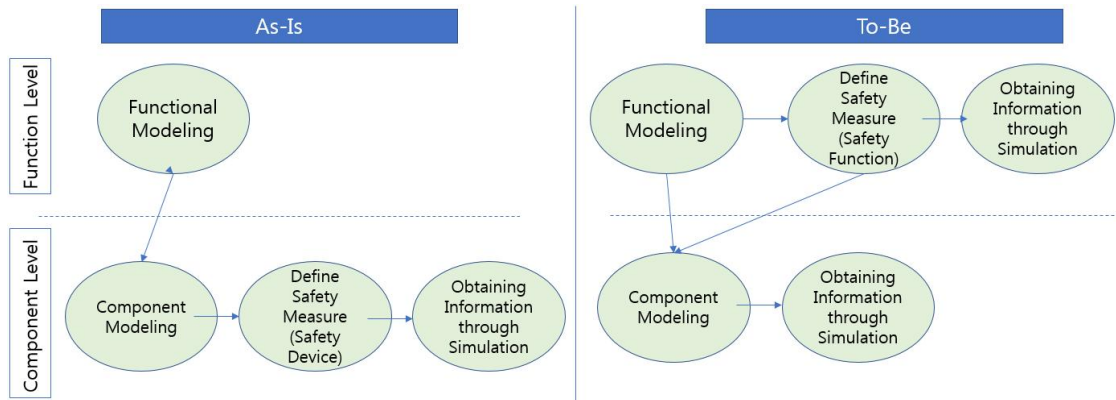 As-Is
To-Be
Function Level
Functional
Modeling
Functional
Modeling
Define
Safety
Measure
(Safety
Function)
Obtaining
Information
through
Simulation
Component Level
Component
Modeling
Define
Safety
Measure
(Safety
Device)
Obtaining
Information
through
Simulation
Component
Modeling
Obtaining
Information
through
Simulation